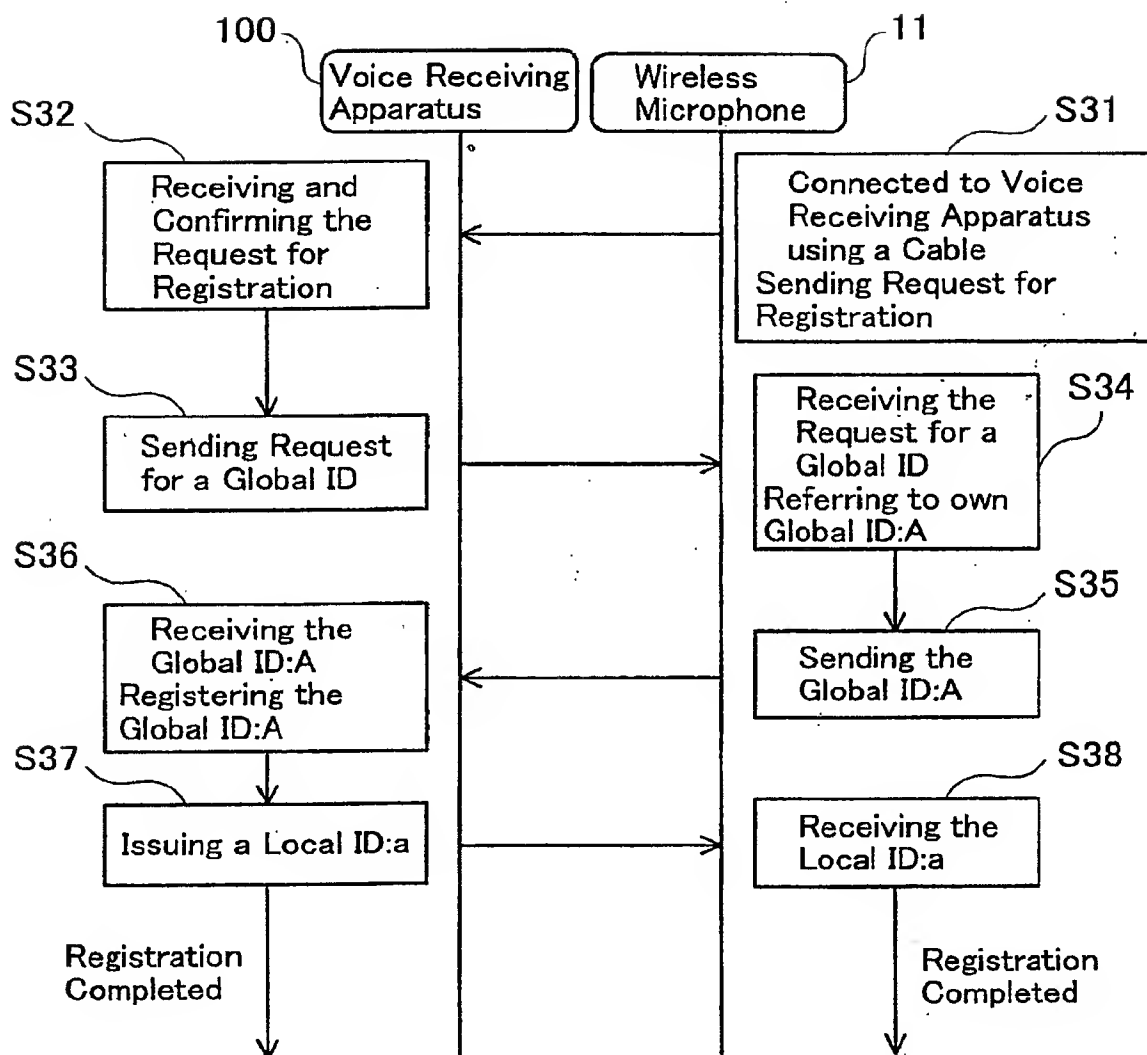 100
11
Voice Receiving
Apparatus
Wireless
Microphone
S32
S31
Receiving and
Confirming the
Request for
Registration
Connected to Voice
Receiving Apparatus
using a Cable
Sending Request for
Registration
S33
Sending Request
for a Global ID
S34
Receiving the
Request for a
Global ID
Referring to own
Global ID:A
S36
Receiving the
Global ID:A
Registering the
Global ID:A
S35
Sending the
Global ID:A
S37
Issuing a Local ID:a
S38
Receiving the
Local ID:a
Registration
Completed
Registration
Completed